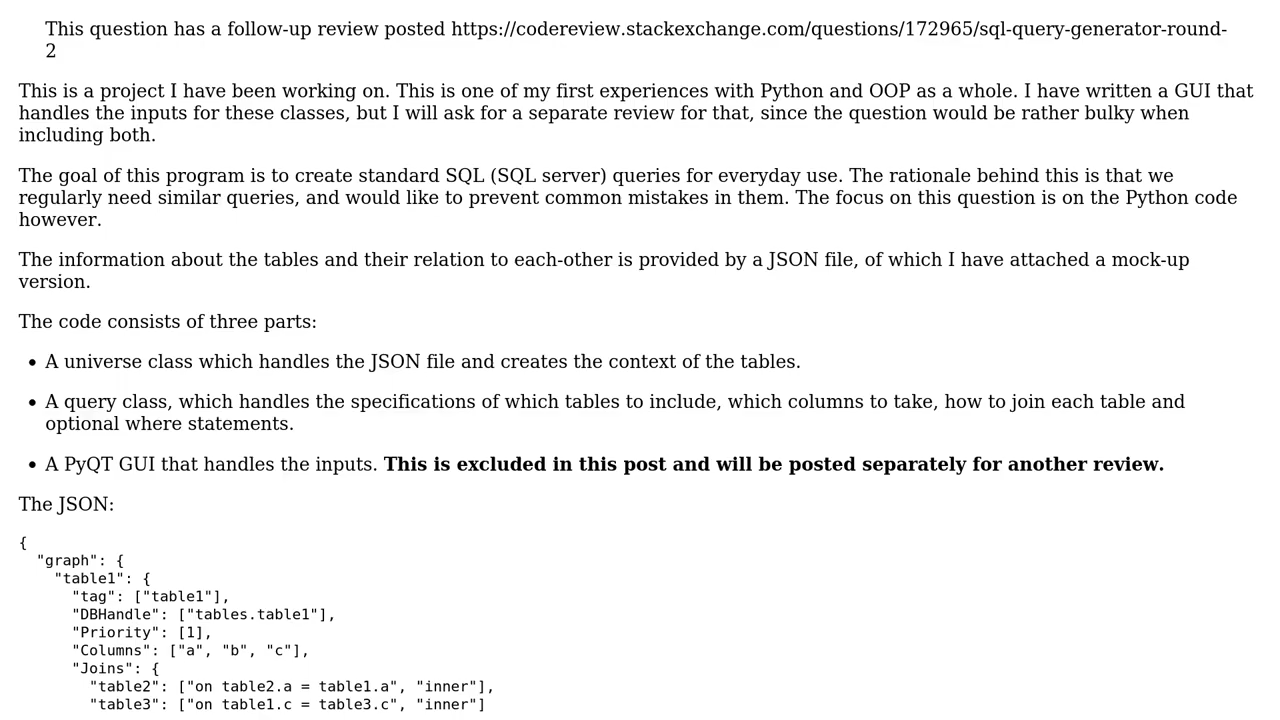 This question has a follow-up review posted https://codereview.stackexchange.com/questions/172965/sql-query-generator-round-
2
This is a project I have been working on. This is one of my first experiences with Python and OOP as a whole. I have written a GUI that
handles the inputs for these classes, but I will ask for a separate review for that, since the question would be rather bulky when
including both.
The goal of this program is to create standard SQL (SQL server) queries for everyday use. The rationale behind this is that we
regularly need similar queries, and would like to prevent common mistakes in them. The focus on this question is on the Python code
however.
The information about the tables and their relation to each-other is provided by a JSON file, of which I have attached a mock-up
version.
The code consists of three parts:
• A universe class which handles the JSON file and creates the context of the tables.
• A query class, which handles the specifications of which tables to include, which columns to take, how to join each table and
optional where statements.
• A PyQT GUI that handles the inputs. This is excluded in this post and will be posted separately for another review.
The JSON:
{
  "graph": {
    "table1": {
      "tag": ["table1"],
      "DBHandle": ["tables.table1"],
      "Priority": [1],
      "Columns": ["a", "b", "c"],
      "Joins": {
        "table2": ["on table2.a = table1.a", "inner"],
        "table3": ["on table1.c = table3.c", "inner"]